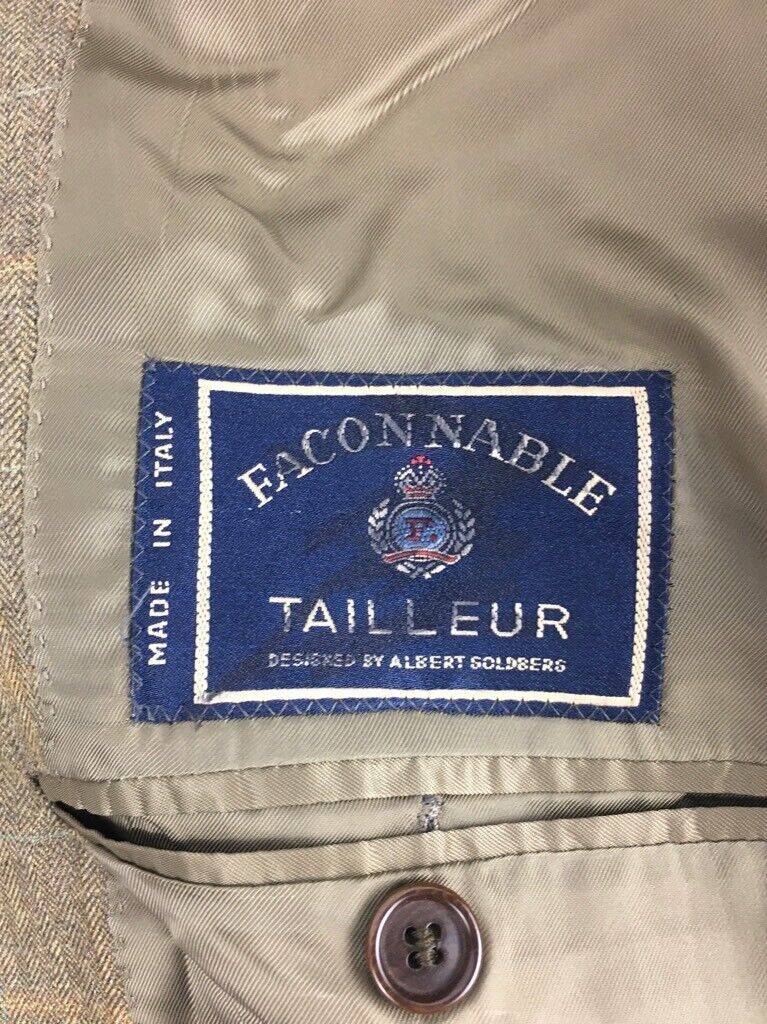 MADE IN ITALY
FACONNABLE
F.
TAILLEUR
DESIGNED BY ALBERT GOLDBERG